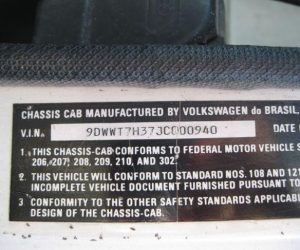 CHASSIS CAB MANUFACTURED BY VOLKSWAGEN do BRASIL,
V.I.N. 9DWWT7H37JC000940 DATE
1 — THIS CHASSIS-CAB CONFORMS TO FEDERAL MOTOR VEHICLE S
206, 207, 208, 209, 210, AND 302.
2 — THIS VEHICLE WILL CONFORM TO STANDARD NOS. 108 AND 121
INCOMPLETE VEHICLE DOCUMENT FURNISHED PURSUANT TO
3 CONFORMITY TO THE OTHER SAFETY STANDARDS APPLICABL
DESIGN OF THE CHASSIS-CAB.